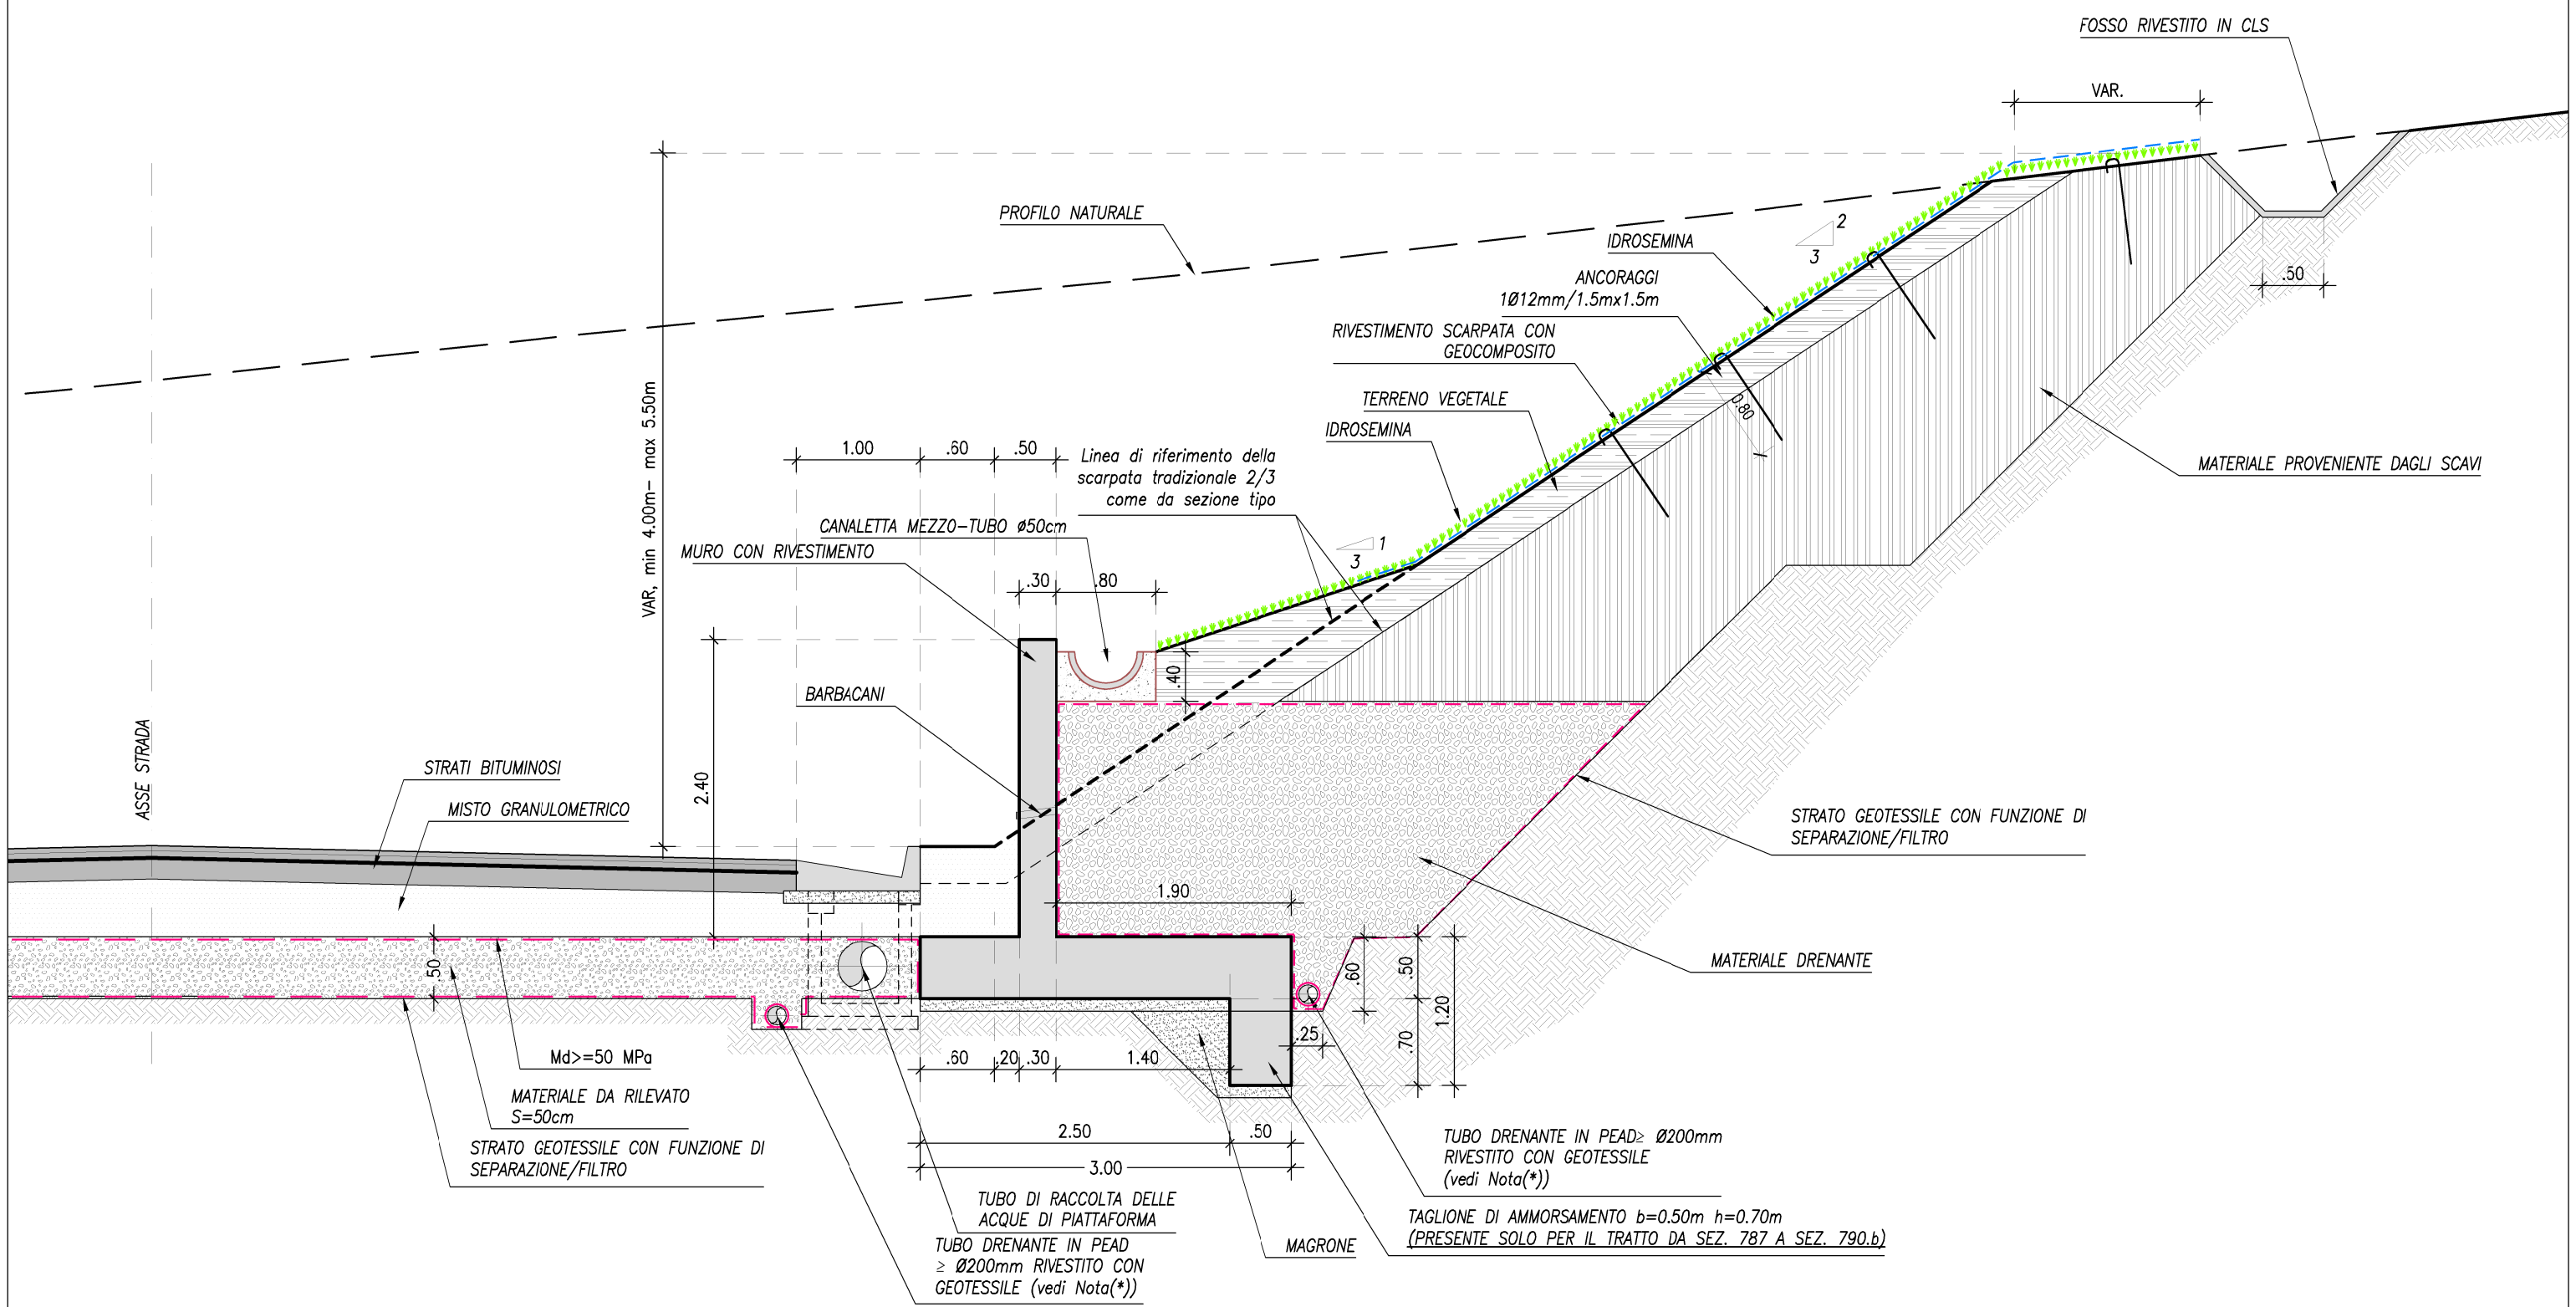 FOSSO RIVESTITO IN CLS
VAR.
PROFILO NATURALE
2
3
IDROSEMINA
ANCORAGGI
1Ø12mm/1.5mx1.5m
.50
RIVESTIMENTO SCARPATA CON
GEOCOMPOSITO
VAR, min 4.00m- max 5.50m
TERRENO VEGETALE
0.80
IDROSEMINA
1.00
.60
.50
Linea di riferimento della
scarpata tradizionale 2/3
come da sezione tipo
MATERIALE PROVENIENTE DAGLI SCAVI
CANALETTA MEZZO-TUBO ø50cm
MURO CON RIVESTIMENTO
1
3
.30
.80
.40
BARBACANI
ASSE STRADA
STRATI BITUMINOSI
2.40
MISTO GRANULOMETRICO
STRATO GEOTESSILE CON FUNZIONE DI
SEPARAZIONE/FILTRO
1.90
MATERIALE DRENANTE
.50
.60
.50
1.20
.70
.25
Md>=50 MPa
.60
.20
.30
1.40
MATERIALE DA RILEVATO
S=50cm
2.50
.50
STRATO GEOTESSILE CON FUNZIONE DI
SEPARAZIONE/FILTRO
3.00
TUBO DRENANTE IN PEAD≥ Ø200mm
RIVESTITO CON GEOTESSILE
(vedi Nota(*))
TUBO DI RACCOLTA DELLE
ACQUE DI PIATTAFORMA
TAGLIONE DI AMMORSAMENTO b=0.50m h=0.70m
(PRESENTE SOLO PER IL TRATTO DA SEZ. 787 A SEZ. 790.b)
MAGRONE
TUBO DRENANTE IN PEAD
≥ Ø200mm RIVESTITO CON
GEOTESSILE (vedi Nota(*))